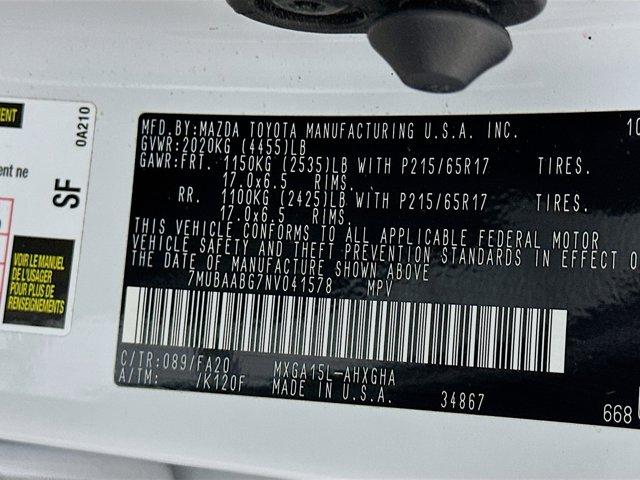 ENT
ent ne
0A210
SF
VOIR LE MANUEL
DE L'USAGER
POUR PLUS DE
RENSEIGNEMENTS
MFD.BY:MAZDA TOYOTA MANUFACTURING U.S.A. INC. 10
GVWR:2020KG (4455)LB
GAWR:FRT. 1150KG (2535)LB WITH P215/65R17 TIRES.
17.0x6.5 RIMS.
RR. 1100KG (2425)LB WITH P215/65R17 TIRES.
17.0x6.5 RIMS.
THIS VEHICLE CONFORMS TO ALL APPLICABLE FEDERAL MOTOR
VEHICLE SAFETY AND THEFT PREVENTION STANDARDS IN EFFECT O
THE DATE OF MANUFACTURE SHOWN ABOVE
7MUBAABG7NV041578 MPV
C/TR:089/FA20 MXGA15L-AHXGHA
A/TM: /K120F MADE IN U.S.A.
34867 668